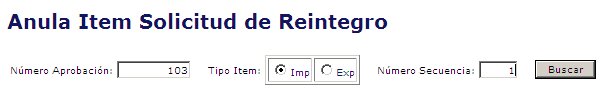 Anula Item Solicitud de Reintegro
Número Aprobación: 103 Tipo Item: Imp Exp Número Secuencia: 1 Buscar